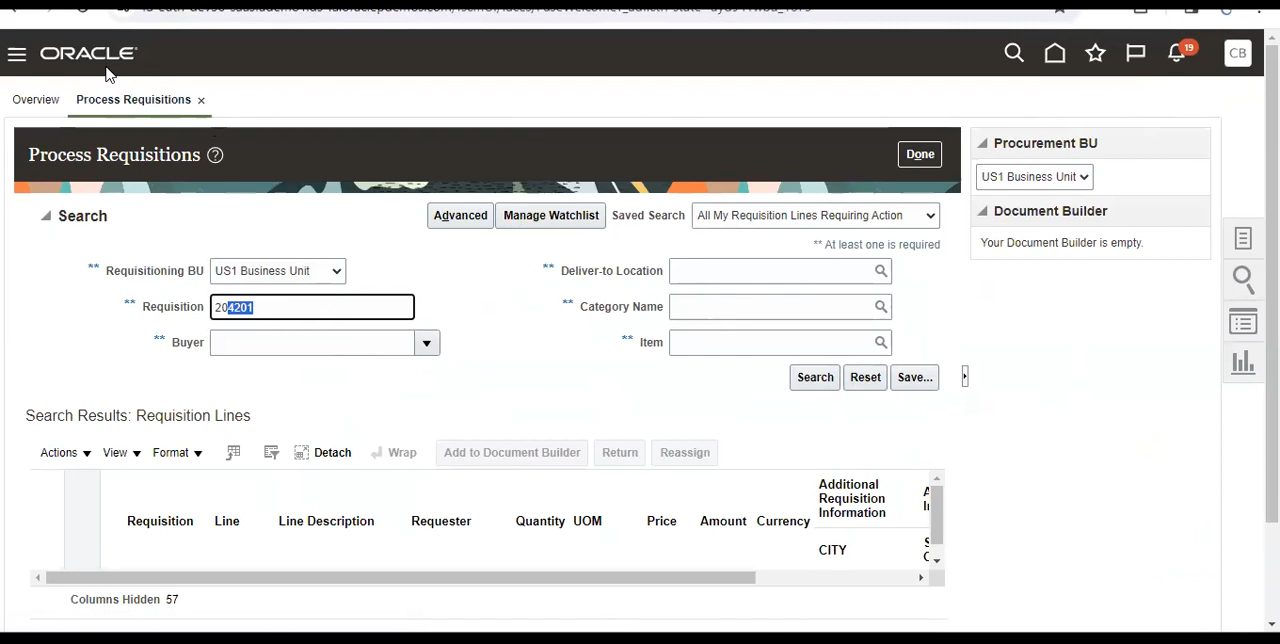 ORACLE
19
CB
Overview
Process Requisitions ×
Process Requisitions ?
Done
Procurement BU
US1 Business Unit
Document Builder
Your Document Builder is empty.
Search
Advanced
Manage Watchlist
Saved Search
All My Requisition Lines Requiring Action
** At least one is required
** Requisitioning BU US1 Business Unit
** Deliver-to Location
** Requisition 204201
** Category Name
** Buyer
** Item
Search
Reset
Save...
Search Results: Requisition Lines
Actions View Format Detach Wrap Add to Document Builder Return Reassign
Additional
Requisition
Information
Requisition Line Line Description Requester Quantity UOM Price Amount Currency
CITY
Columns Hidden 57